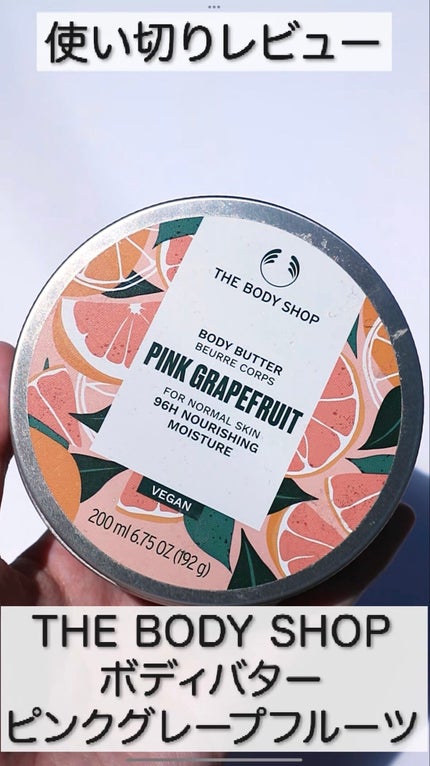 使い切りレビュー
THE BODY SHOP
BODY BUTTER
BEURRE CORPS
PINK GRAPEFRUIT
FOR NORMAL SKIN
96H NOURISHING
MOISTURE
VEGAN
200 ml 6.75 OZ (192 g)
THE BODY SHOP
ボディバター
ピンクグレープフルーツ